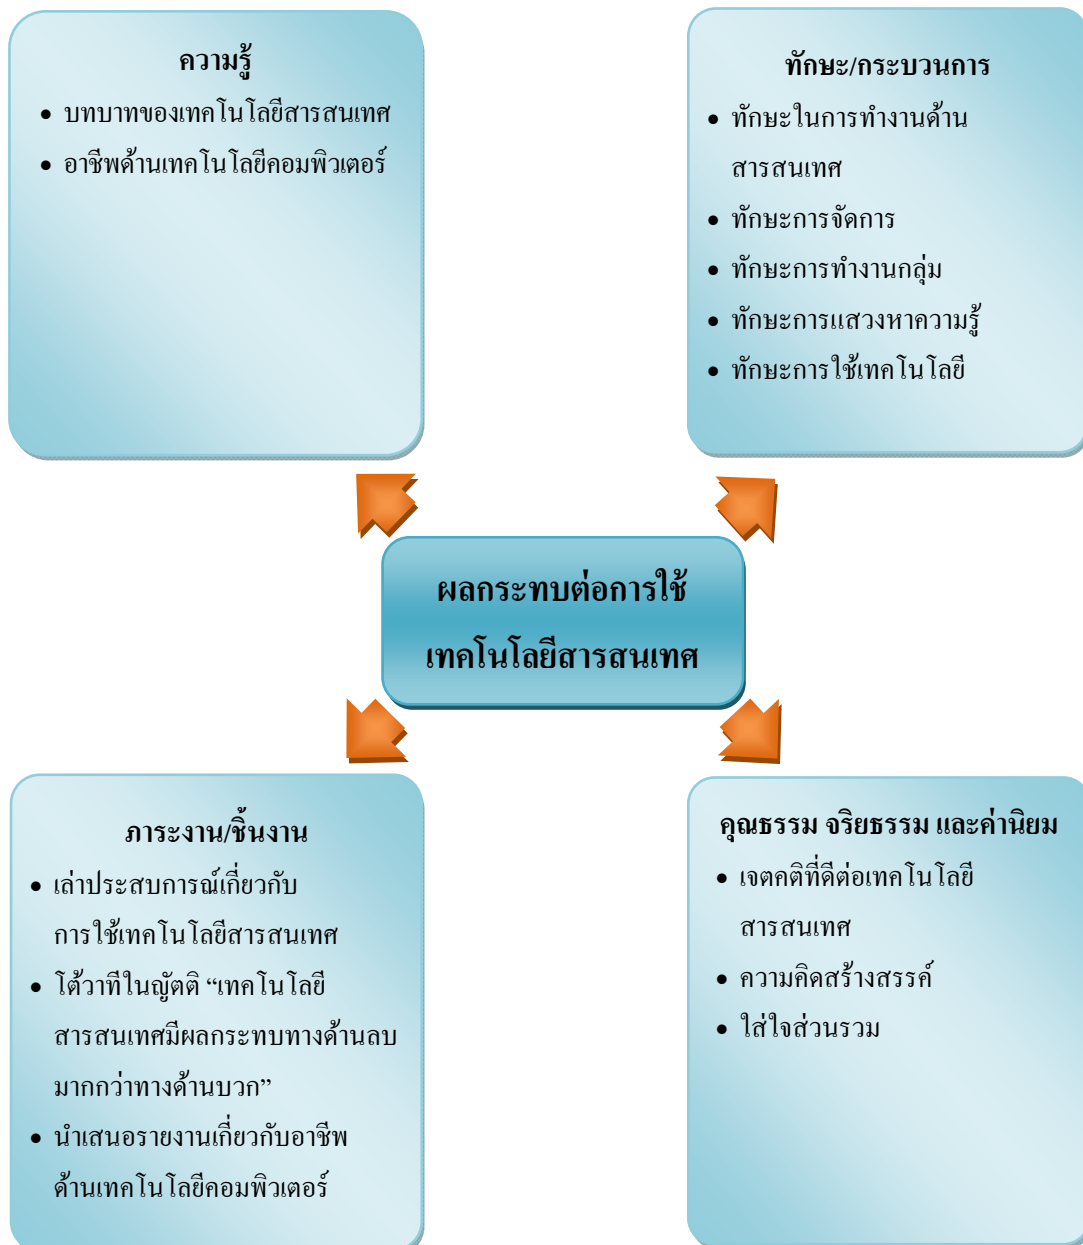 ความรู้
• บทบาทของเทคโนโลยีสารสนเทศ
• อาชีพด้านเทคโนโลยีคอมพิวเตอร์
ทักษะ/กระบวนการ
• ทักษะในการทำงานด้าน
สารสนเทศ
• ทักษะการจัดการ
• ทักษะการทำงานกลุ่ม
• ทักษะการแสวงหาความรู้
• ทักษะการใช้เทคโนโลยี
ผลกระทบต่อการใช้
เทคโนโลยีสารสนเทศ
ภาระงาน/ชิ้นงาน
• เล่าประสบการณ์เกี่ยวกับ
การใช้เทคโนโลยีสารสนเทศ
• โต้วาทีในญัตติ “เทคโนโลยี
สารสนเทศมีผลกระทบทางด้านลบ
มากกว่าทางด้านบวก”
• นำเสนอรายงานเกี่ยวกับอาชีพ
ด้านเทคโนโลยีคอมพิวเตอร์
คุณธรรม จริยธรรม และค่านิยม
• เจตคติที่ดีต่อเทคโนโลยี
สารสนเทศ
• ความคิดสร้างสรรค์
• ใส่ใจส่วนรวม